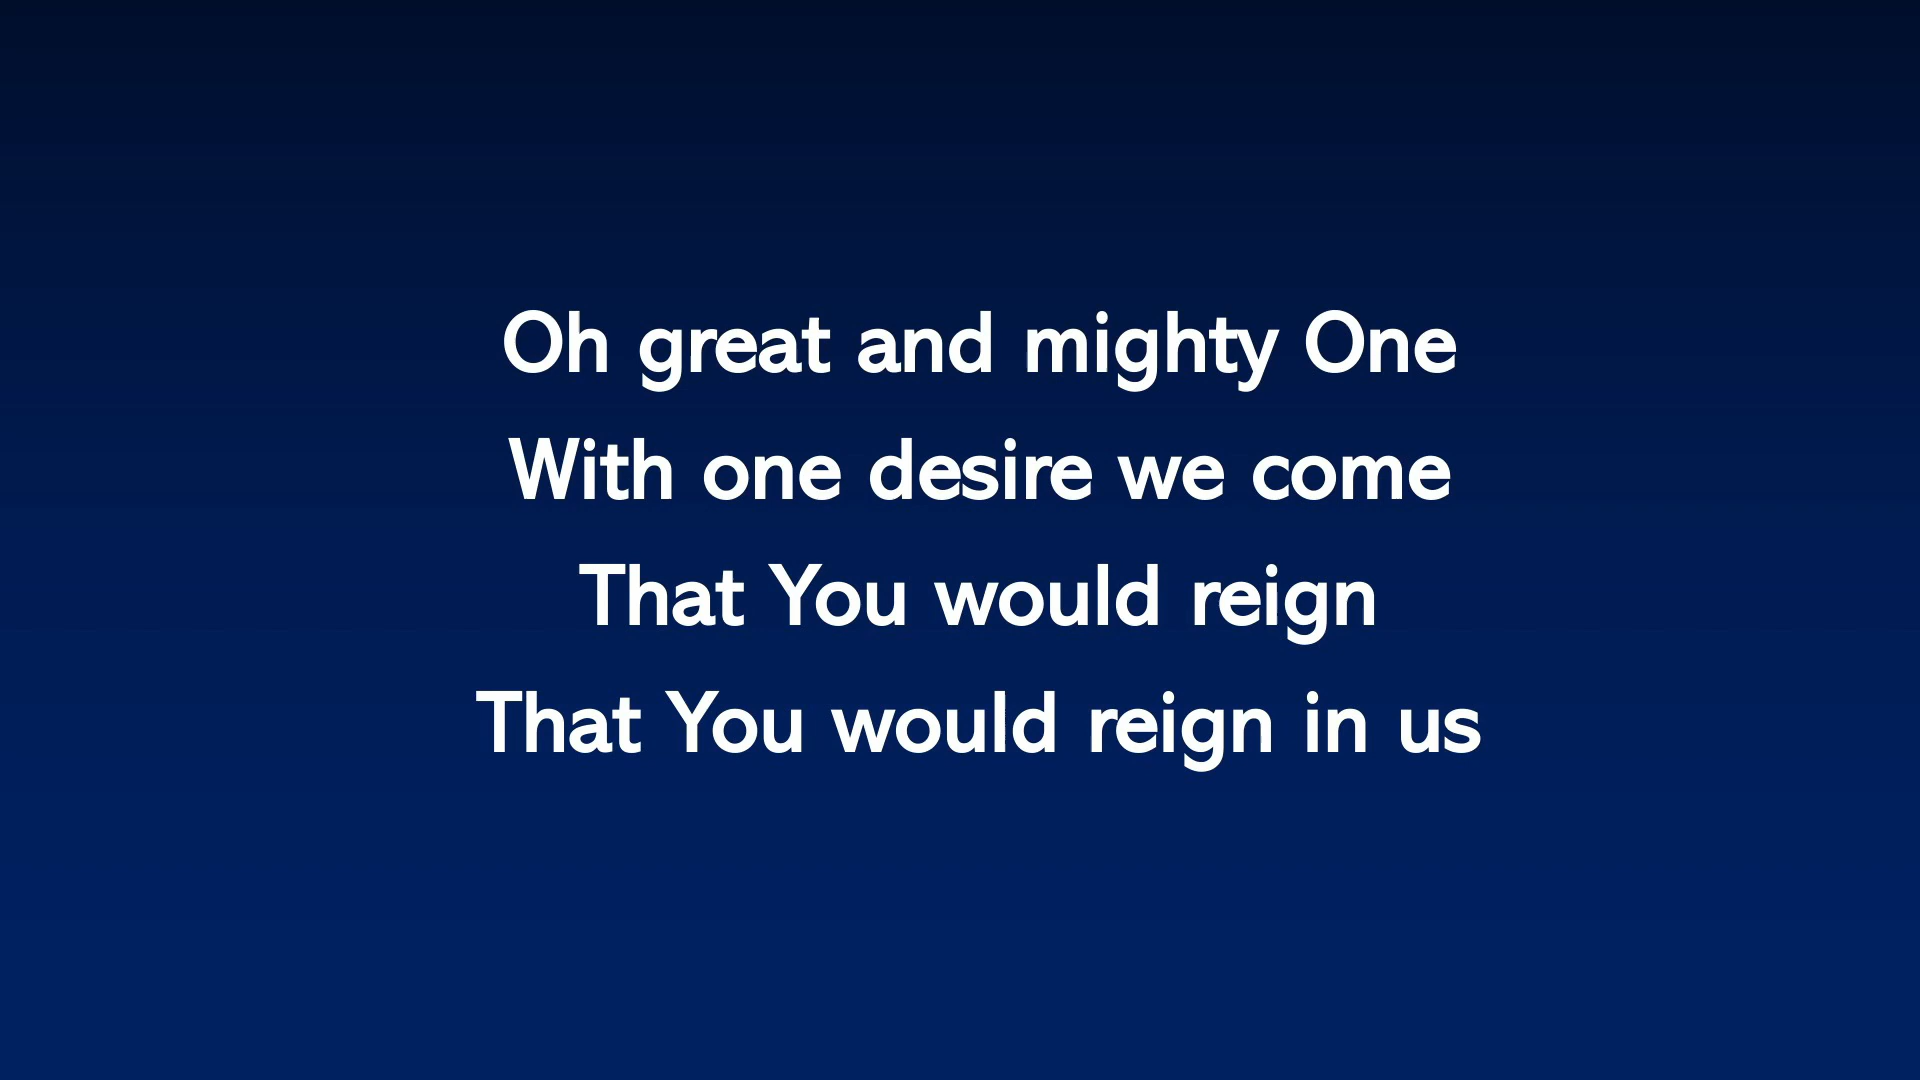 Oh great and mighty One
With one desire we come
That You would reign
That You would reign in us